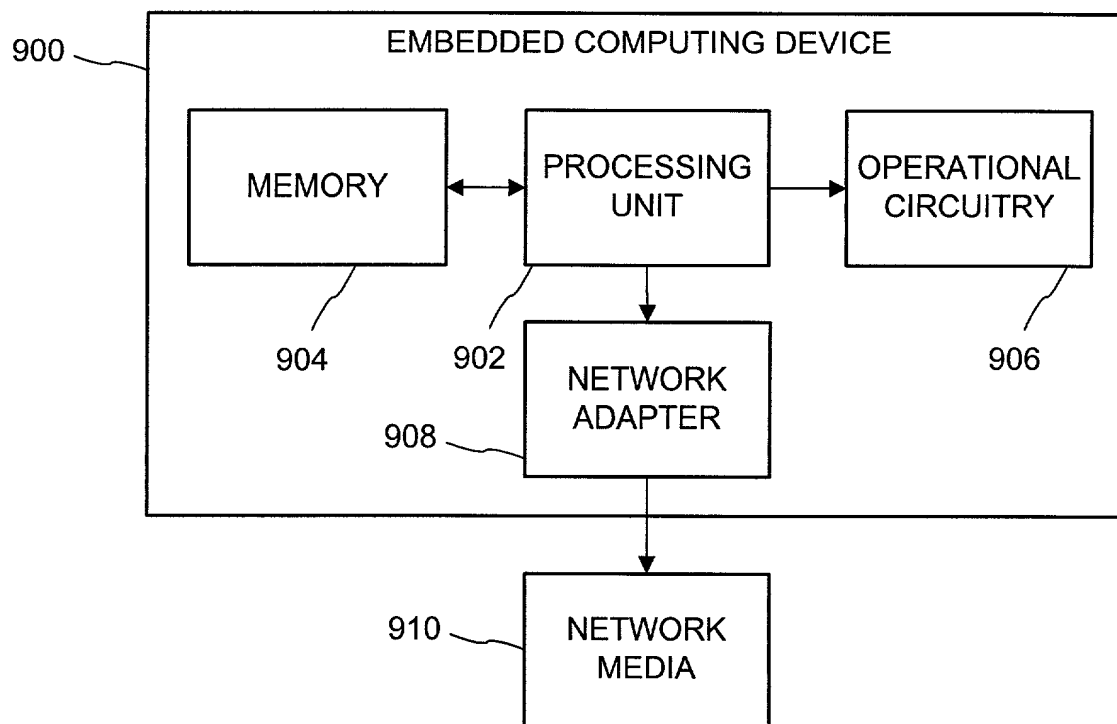 EMBEDDED COMPUTING DEVICE
900
MEMORY
PROCESSING
UNIT
OPERATIONAL
CIRCUITRY
904
902
906
NETWORK
ADAPTER
908
910
NETWORK
MEDIA